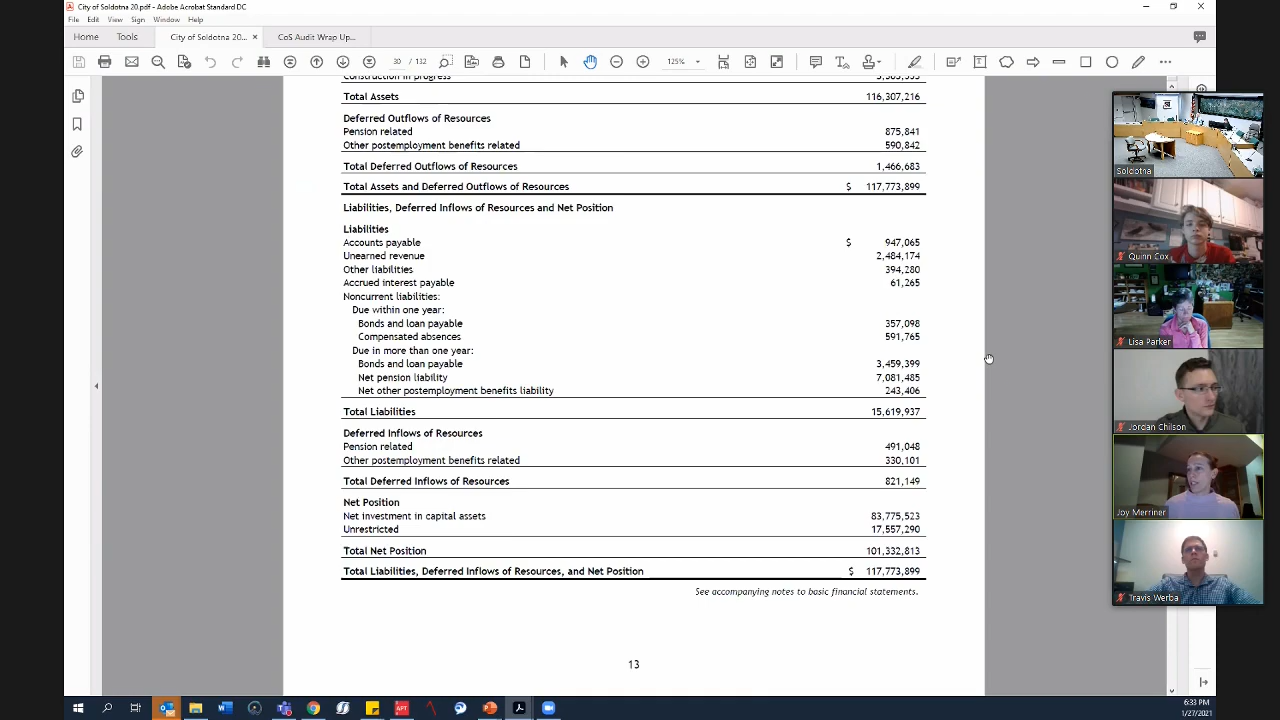 City of Soldotna 20.pdf - Adobe Acrobat Standard DC
File Edit View Sign Window Help
Home Tools City of Soldotna 20... × CoS Audit Wrap Up...
30 / 132 125%
Construction in progress
Total Assets 116,307,216
Deferred Outflows of Resources
Pension related 875,841
Other postemployment benefits related 590,842
Total Deferred Outflows of Resources 1,466,683
Total Assets and Deferred Outflows of Resources $ 117,773,899
Liabilities, Deferred Inflows of Resources and Net Position
Liabilities
Accounts payable $ 947,065
Unearned revenue 2,484,174
Other liabilities 394,280
Accrued interest payable 61,265
Noncurrent liabilities:
Due within one year:
Bonds and loan payable 357,098
Compensated absences 591,765
Due in more than one year:
Bonds and loan payable 3,459,399
Net pension liability 7,081,485
Net other postemployment benefits liability 243,406
Total Liabilities 15,619,937
Deferred Inflows of Resources
Pension related 491,048
Other postemployment benefits related 330,101
Total Deferred Inflows of Resources 821,149
Net Position
Net investment in capital assets 83,775,523
Unrestricted 17,557,290
Total Net Position 101,332,813
Total Liabilities, Deferred Inflows of Resources, and Net Position $ 117,773,899
See accompanying notes to basic financial statements.
13
Soldotna
Quinn Cox
Lisa Parker
Jordan Chilson
Joy Merriner
Travis Werba
6:33 PM
1/27/2021